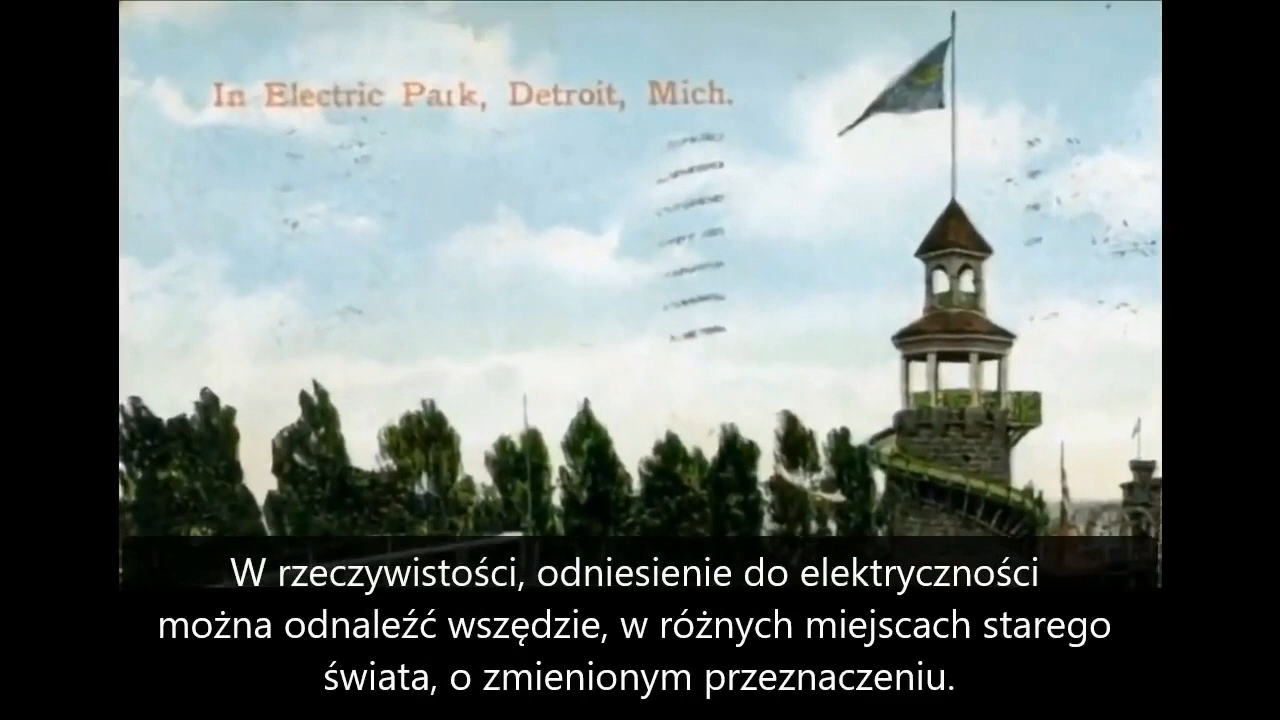 In Electric Park, Detroit, Mich.
W rzeczywistości, odniesienie do elektryczności
można odnaleźć wszędzie, w różnych miejscach starego
świata, o zmienionym przeznaczeniu.